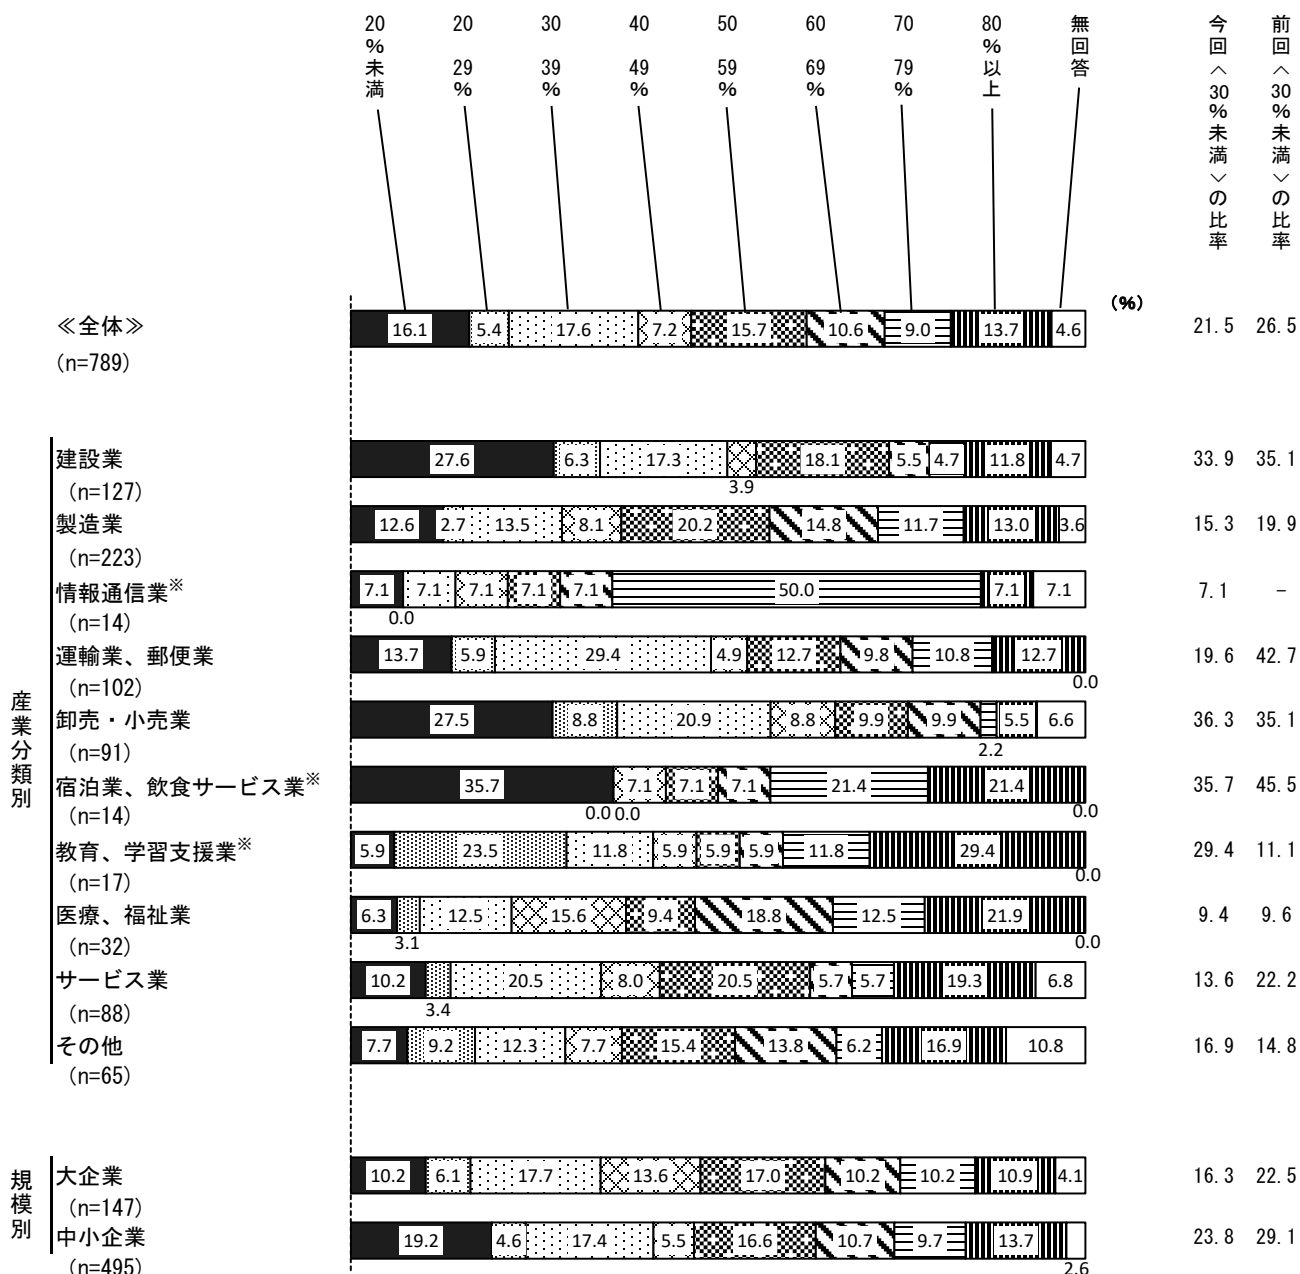 20%未満
20 29%
30 39%
40 49%
50 59%
60 69%
70 79%
80%以上
無回答
今回〈30%未満〉の比率
前回〈30%未満〉の比率
(%)
≪全体≫ 16.1 5.4 17.6 7.2 15.7 10.6 9.0 13.7 4.6 21.5 26.5
(n=789)
産業分類別
建設業 27.6 6.3 17.3 18.1 5.5 4.7 11.8 4.7 33.9 35.1
(n=127) 3.9
製造業 12.6 2.7 13.5 8.1 20.2 14.8 11.7 13.0 3.6 15.3 19.9
(n=223)
情報通信業※ 7.1 7.1 7.1 7.1 7.1 50.0 7.1 7.1 7.1 －
(n=14) 0.0
運輸業、郵便業 13.7 5.9 29.4 4.9 12.7 9.8 10.8 12.7 19.6 42.7
(n=102) 0.0
卸売・小売業 27.5 8.8 20.9 8.8 9.9 9.9 5.5 6.6 36.3 35.1
(n=91) 2.2
宿泊業、飲食サービス業※ 35.7 7.1 7.1 7.1 21.4 21.4 35.7 45.5
(n=14) 0.0 0.0 0.0
教育、学習支援業※ 5.9 23.5 11.8 5.9 5.9 5.9 11.8 29.4 29.4 11.1
(n=17) 0.0
医療、福祉業 6.3 12.5 15.6 9.4 18.8 12.5 21.9 9.4 9.6
(n=32) 3.1 0.0
サービス業 10.2 20.5 8.0 20.5 5.7 5.7 19.3 6.8 13.6 22.2
(n=88) 3.4
その他 7.7 9.2 12.3 7.7 15.4 13.8 6.2 16.9 10.8 16.9 14.8
(n=65)
規模別
大企業 10.2 6.1 17.7 13.6 17.0 10.2 10.2 10.9 4.1 16.3 22.5
(n=147)
中小企業 19.2 4.6 17.4 5.5 16.6 10.7 9.7 13.7 23.8 29.1
(n=495) 2.6